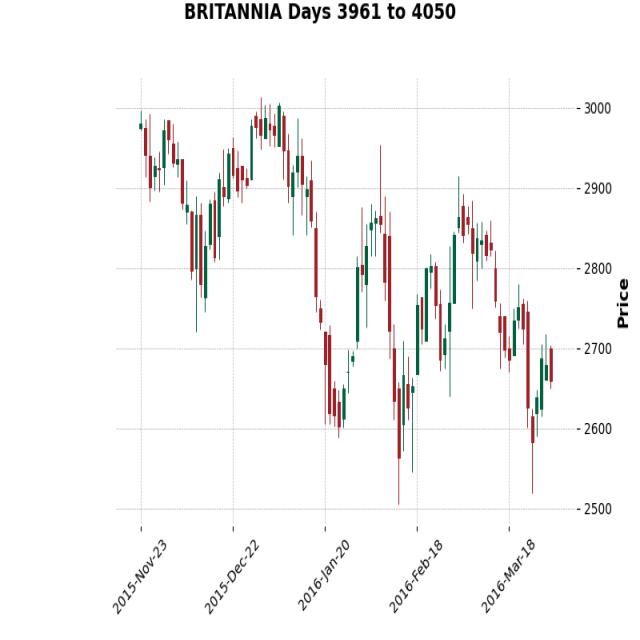 BRITANNIA Days 3961 to 4050
3000
2900
2800
2700
2600
2500
Price
2015-Nov-23
2015-Dec-22
2016-Jan-20
2016-Feb-18
2016-Mar-18